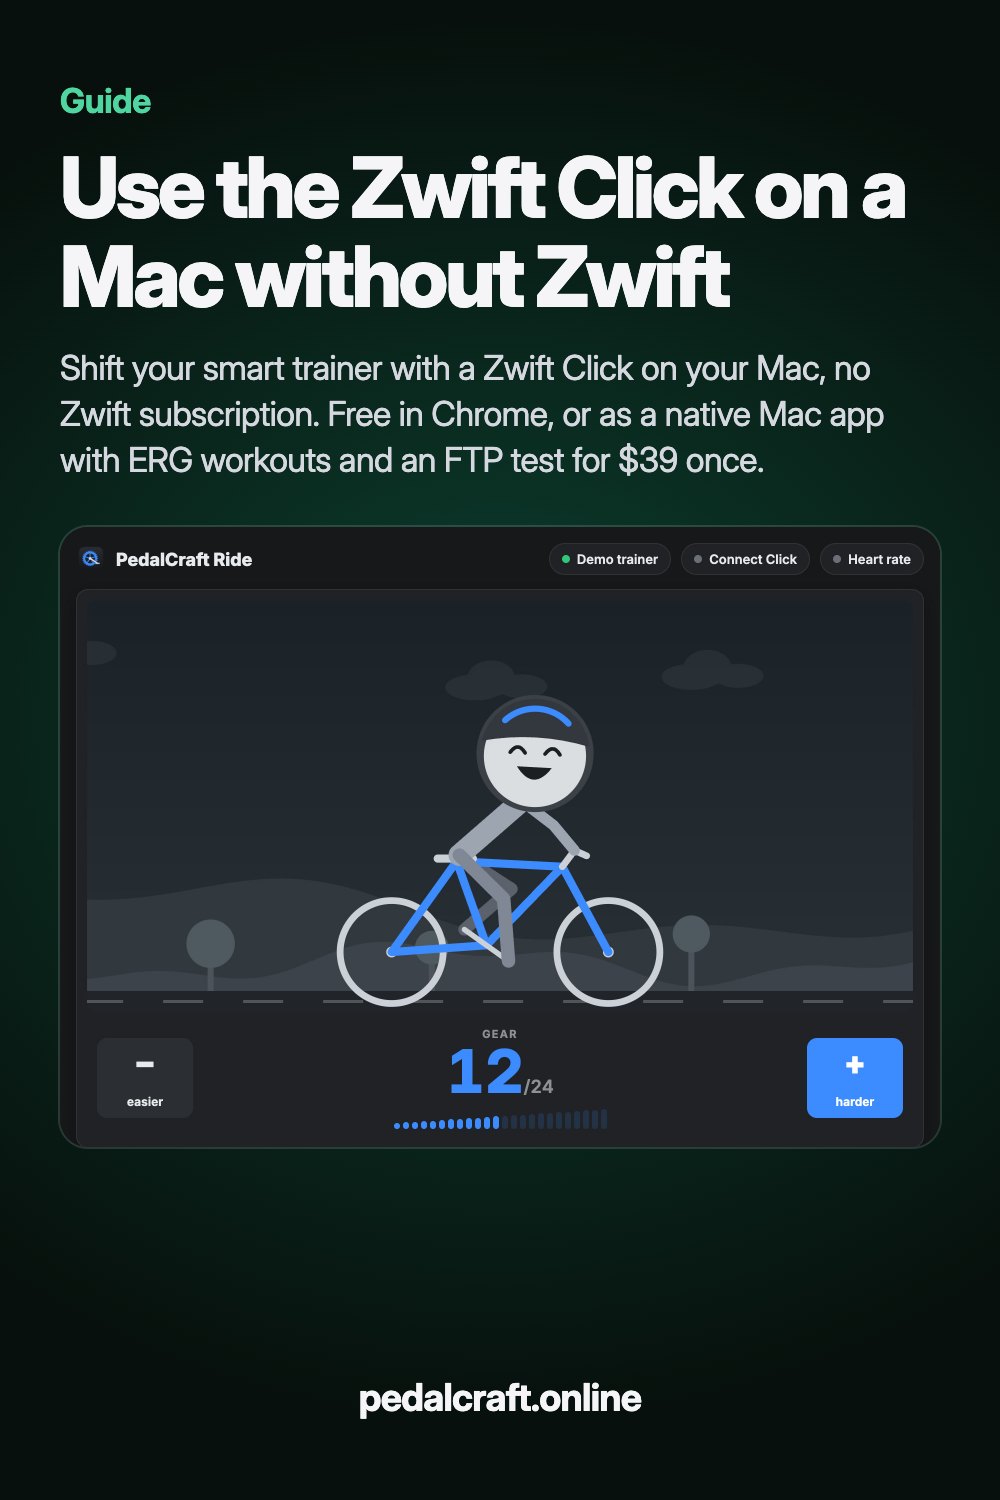 Guide
Use the Zwift Click on a
Mac without Zwift
Shift your smart trainer with a Zwift Click on your Mac, no
Zwift subscription. Free in Chrome, or as a native Mac app
with ERG workouts and an FTP test for $39 once.
PedalCraft Ride
Demo trainer
Connect Click
Heart rate
GEAR
12/24
−
easier
+
harder
pedalcraft.online